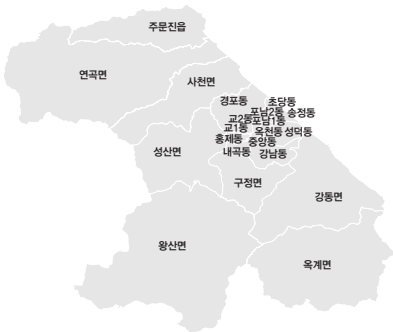 주문진읍
연곡면
사천면
경포동
초당동
포남2동
송정동
교2동
포남1동
교1동
옥천동
성덕동
홍제동
중앙동
성산면
내곡동
강남동
구정면
강동면
왕산면
옥계면